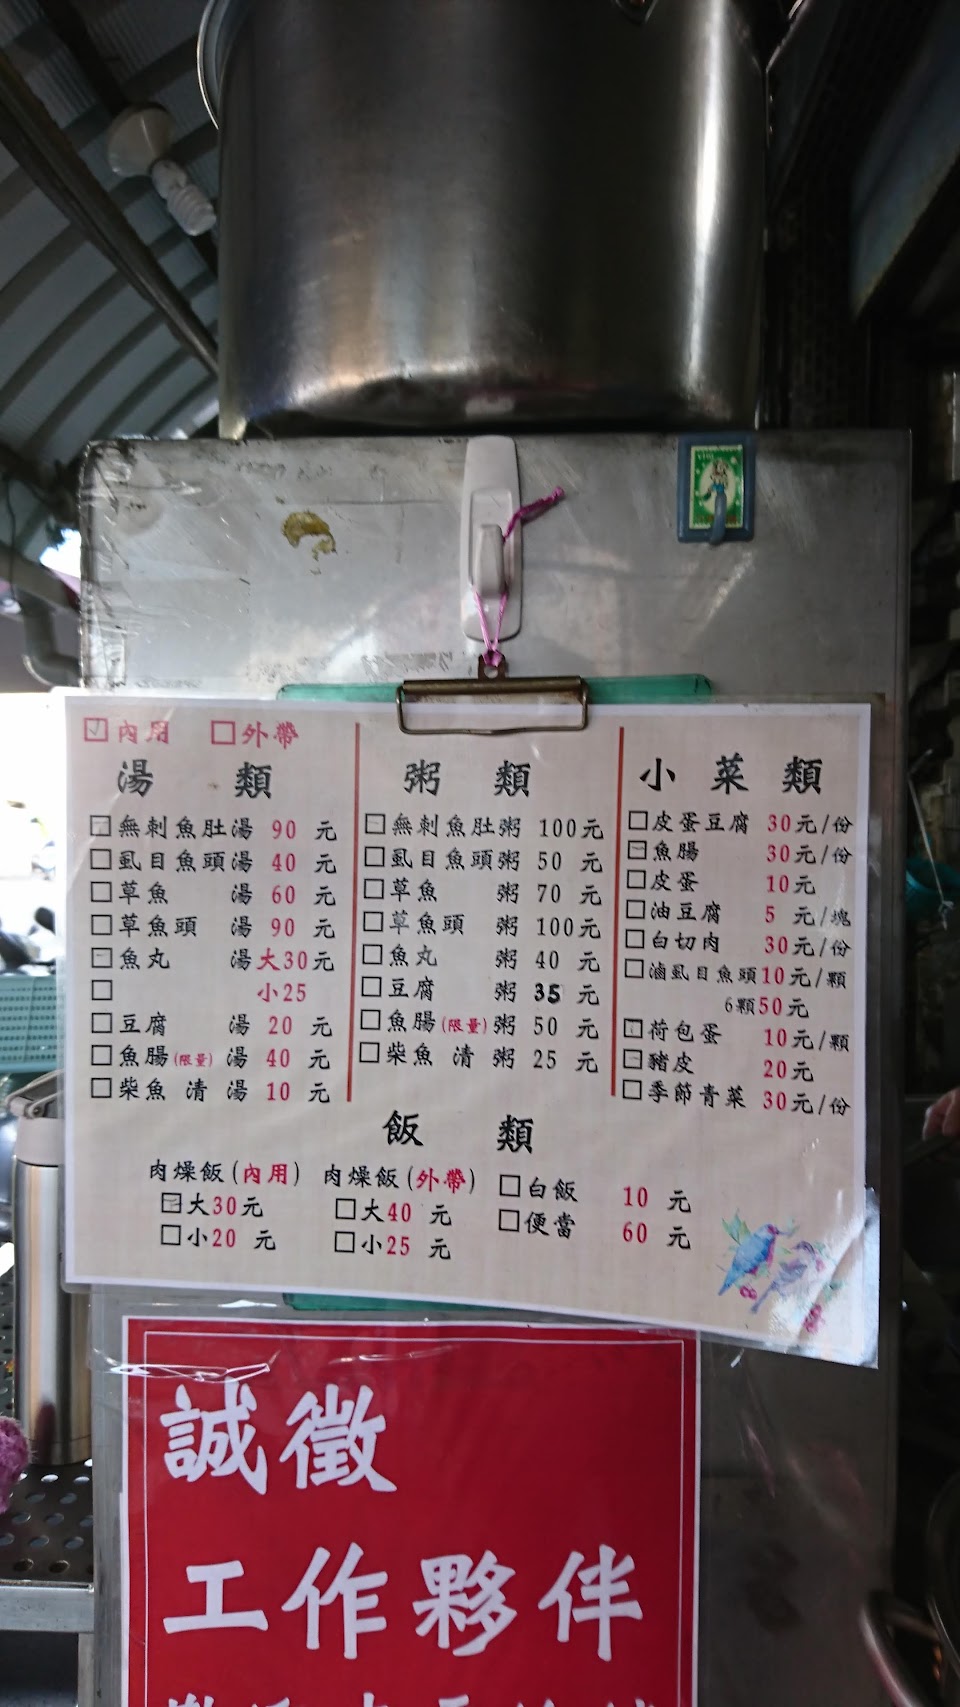 內用 外帶
湯類
無刺魚肚湯 90 元
虱目魚頭湯 40 元
草魚 湯 60 元
草魚頭 湯 90 元
魚丸 湯大30元
小25
豆腐 湯 20 元
魚腸(限量) 湯 40 元
柴魚 清 湯 10 元
粥類
無刺魚肚粥 100元
虱目魚頭粥 50 元
草魚 粥 70 元
草魚頭 粥 100元
魚丸 粥 40 元
豆腐 粥 35 元
魚腸(限量)粥 50 元
柴魚 清 粥 25 元
小菜類
皮蛋豆腐 30元/份
魚腸 30元/份
皮蛋 10元
油豆腐 5 元/塊
白切肉 30元/份
滷虱目魚頭10元/顆
6顆50元
荷包蛋 10元/顆
豬皮 20元
季節青菜 30元/份
飯類
肉燥飯(內用)
大30元
小20 元
肉燥飯(外帶)
大40 元
小25 元
白飯 10 元
便當 60 元
誠徵
工作夥伴